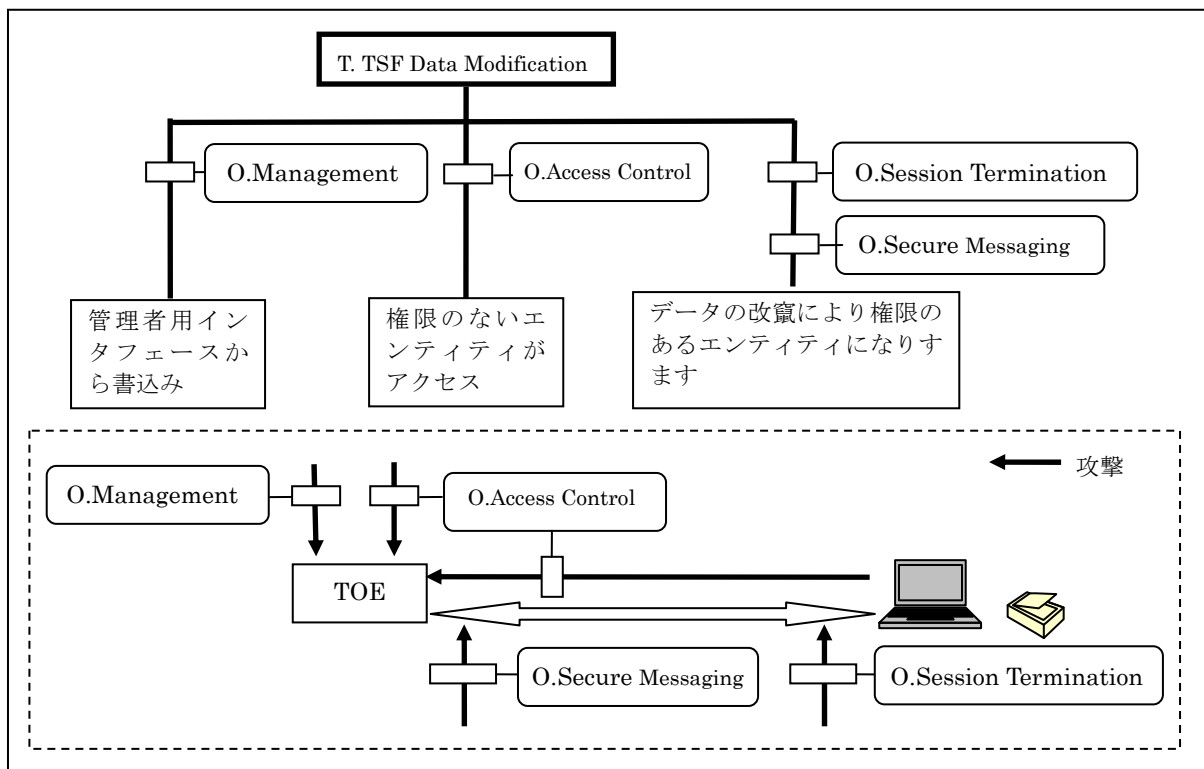 T. TSF Data Modification
O.Management
O.Access Control
O.Session Termination
O.Secure Messaging
管理者用イン
タフェースか
ら書込み
権限のないエ
ンティティが
アクセス
データの改竄により権限の
あるエンティティになりす
ます
攻撃
O.Management
O.Access Control
TOE
O.Secure Messaging
O.Session Termination